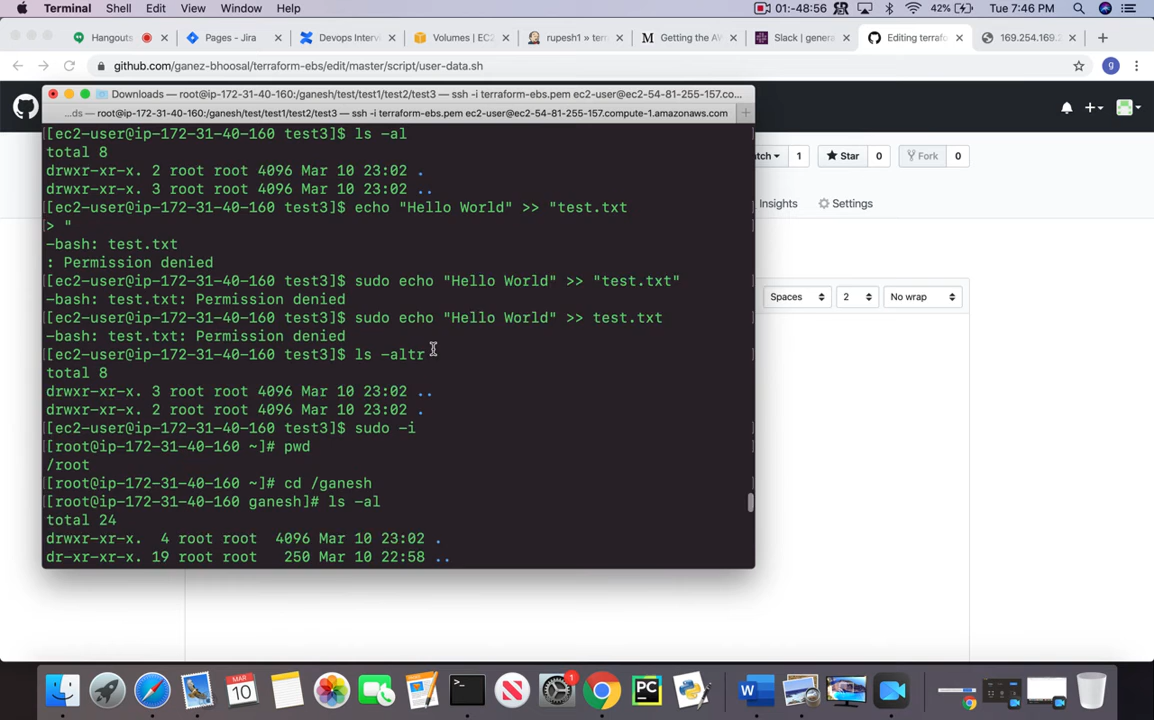 Terminal Shell Edit View Window Help 01:-48:56 42% Tue 7:46 PM
Hangouts Pages - Jira Devops Intervi Volumes | EC2 rupesh1 » terra Getting the AW Slack | general Editing terrafo 169.254.169.2
github.com/ganez-bhoosal/terraform-ebs/edit/master/script/user-data.sh
Downloads — root@ip-172-31-40-160:/ganesh/test/test1/test2/test3 — ssh -i terraform-ebs.pem ec2-user@ec2-54-81-255-157.co...
...ds — root@ip-172-31-40-160:/ganesh/test/test1/test2/test3 — ssh -i terraform-ebs.pem ec2-user@ec2-54-81-255-157.compute-1.amazonaws.com
[ec2-user@ip-172-31-40-160 test3]$ ls -al
total 8
drwxr-xr-x. 2 root root 4096 Mar 10 23:02 .
drwxr-xr-x. 3 root root 4096 Mar 10 23:02 ..
[ec2-user@ip-172-31-40-160 test3]$ echo "Hello World" >> "test.txt
> "
-bash: test.txt
: Permission denied
[ec2-user@ip-172-31-40-160 test3]$ sudo echo "Hello World" >> "test.txt"
-bash: test.txt: Permission denied
[ec2-user@ip-172-31-40-160 test3]$ sudo echo "Hello World" >> test.txt
-bash: test.txt: Permission denied
[ec2-user@ip-172-31-40-160 test3]$ ls -altr
total 8
drwxr-xr-x. 3 root root 4096 Mar 10 23:02 ..
drwxr-xr-x. 2 root root 4096 Mar 10 23:02 .
[ec2-user@ip-172-31-40-160 test3]$ sudo -i
[root@ip-172-31-40-160 ~]# pwd
/root
[root@ip-172-31-40-160 ~]# cd /ganesh
[root@ip-172-31-40-160 ganesh]# ls -al
total 24
drwxr-xr-x.  4 root root  4096 Mar 10 23:02 .
dr-xr-xr-x. 19 root root   250 Mar 10 22:58 ..
atch 1 Star 0 Fork 0
Insights Settings
Spaces 2 No wrap
MAR
10
1
PC